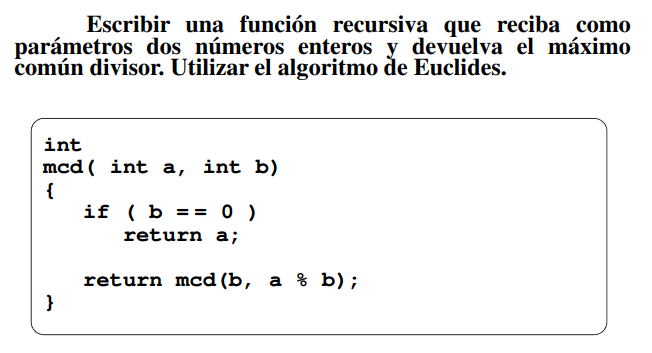 Escribir una función recursiva que reciba como
parámetros dos números enteros y devuelva el máximo
común divisor. Utilizar el algoritmo de Euclides.
int
mcd( int a, int b)
{
if ( b == 0 )
return a;
return mcd(b, a % b);
}